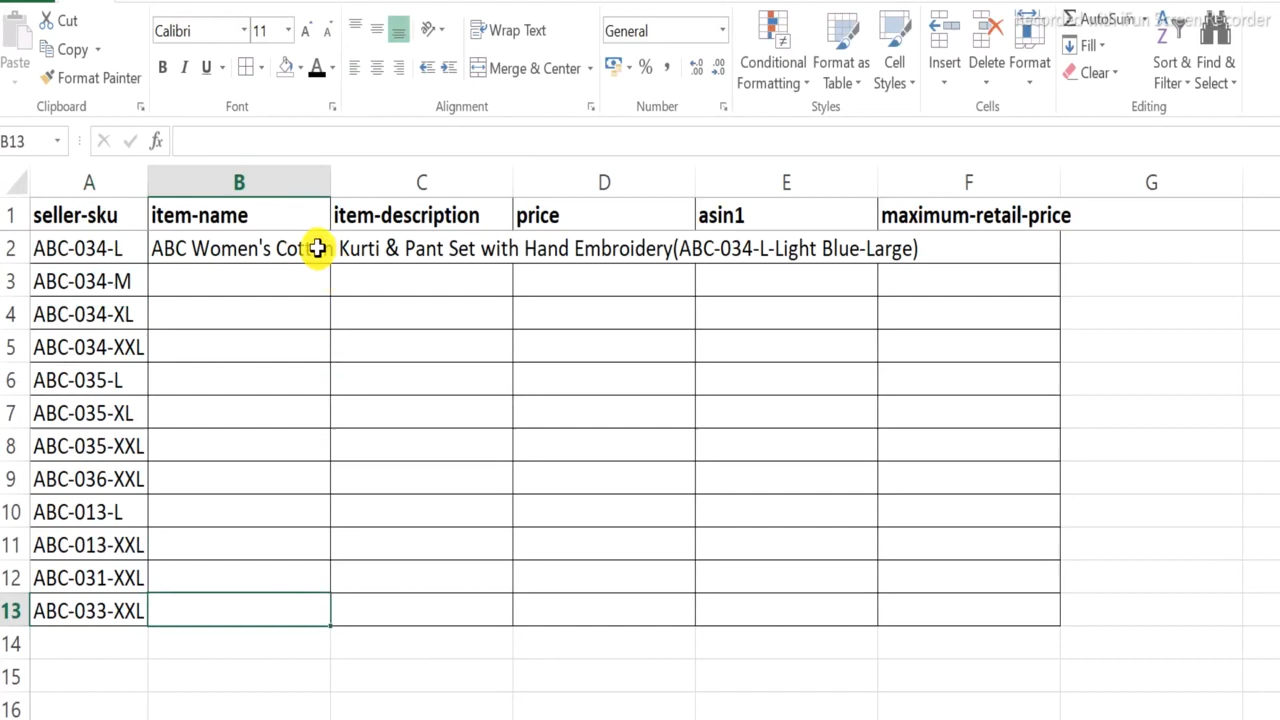 Cut
Copy
Paste
Format Painter
Clipboard
Calibri
11
B I U
A
Font
Wrap Text
Merge & Center
Alignment
General
%
,
Number
Conditional
Formatting
Format as
Table
Cell
Styles
Styles
Insert
Delete
Format
Cells
AutoSum
Fill
Clear
Sort &
Filter
Find &
Select
Editing
B13
fx
A B C D E F G
1 seller-sku item-name item-description price asin1 maximum-retail-price
2 ABC-034-L ABC Women's Cotton Kurti & Pant Set with Hand Embroidery(ABC-034-L-Light Blue-Large)
3 ABC-034-M
4 ABC-034-XL
5 ABC-034-XXL
6 ABC-035-L
7 ABC-035-XL
8 ABC-035-XXL
9 ABC-036-XXL
10 ABC-013-L
11 ABC-013-XXL
12 ABC-031-XXL
13 ABC-033-XXL
14
15
16